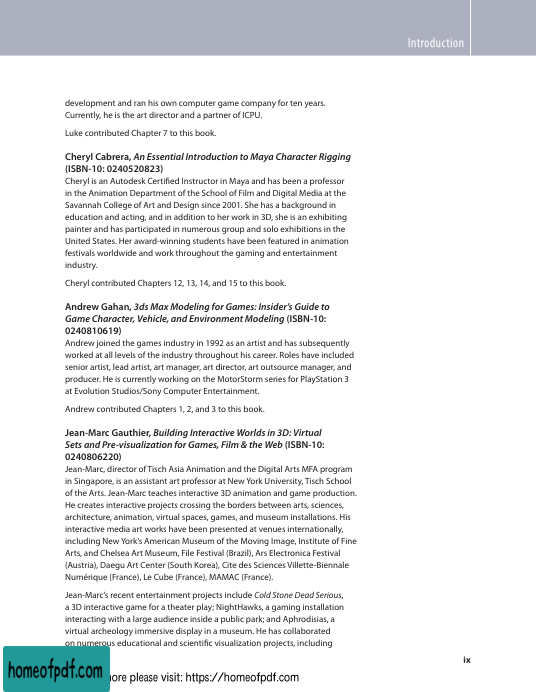 Introduction
development and ran his own computer game company for ten years.
Currently, he is the art director and a partner of ICPU.
Luke contributed Chapter 7 to this book.
Cheryl Cabrera, An Essential Introduction to Maya Character Rigging
(ISBN-10: 0240520823)
Cheryl is an Autodesk Certified Instructor in Maya and has been a professor
in the Animation Department of the School of Film and Digital Media at the
Savannah College of Art and Design since 2001. She has a background in
education and acting, and in addition to her work in 3D, she is an exhibiting
painter and has participated in numerous group and solo exhibitions in the
United States. Her award-winning students have been featured in animation
festivals worldwide and work throughout the gaming and entertainment
industry.
Cheryl contributed Chapters 12, 13, 14, and 15 to this book.
Andrew Gahan, 3ds Max Modeling for Games: Insider's Guide to
Game Character, Vehicle, and Environment Modeling (ISBN-10:
0240810619)
Andrew joined the games industry in 1992 as an artist and has subsequently
worked at all levels of the industry throughout his career. Roles have included
senior artist, lead artist, art manager, art director, art outsource manager, and
producer. He is currently working on the MotorStorm series for PlayStation 3
at Evolution Studios/Sony Computer Entertainment.
Andrew contributed Chapters 1, 2, and 3 to this book.
Jean-Marc Gauthier, Building Interactive Worlds in 3D: Virtual
Sets and Pre-visualization for Games, Film & the Web (ISBN-10:
0240806220)
Jean-Marc, director of Tisch Asia Animation and the Digital Arts MFA program
in Singapore, is an assistant art professor at New York University, Tisch School
of the Arts. Jean-Marc teaches interactive 3D animation and game production.
He creates interactive projects crossing the borders between arts, sciences,
architecture, animation, virtual spaces, games, and museum installations. His
interactive media art works have been presented at venues internationally,
including New York's American Museum of the Moving Image, Institute of Fine
Arts, and Chelsea Art Museum, File Festival (Brazil), Ars Electronica Festival
(Austria), Daegu Art Center (South Korea), Cite des Sciences Villette-Biennale
Numérique (France), Le Cube (France), MAMAC (France).
Jean-Marc's recent entertainment projects include Cold Stone Dead Serious,
a 3D interactive game for a theater play; NightHawks, a gaming installation
interacting with a large audience inside a public park; and Aphrodisias, a
virtual archeology immersive display in a museum. He has collaborated
on numerous educational and scientific visualization projects, including
ix
homeofpdf.com
more please visit: https://homeofpdf.com